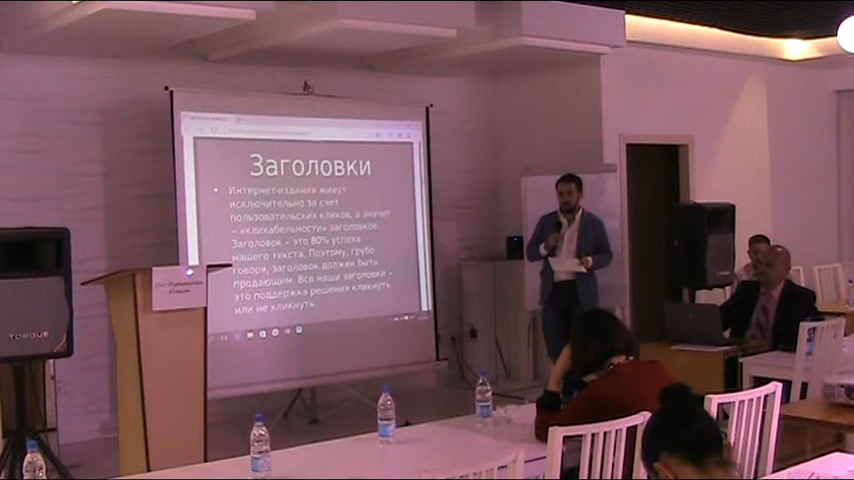 Заголовки
• Интернет-издания живут
исключительно за счет
пользовательских кликов, а значит
– «кликабельности» заголовков.
Заголовок – это 80% успеха
нашего текста. Поэтому, грубо
говоря, заголовок должен быть
продающим. Все наши заголовки –
это поддержка решения кликнуть
или не кликнуть.
TORQUE